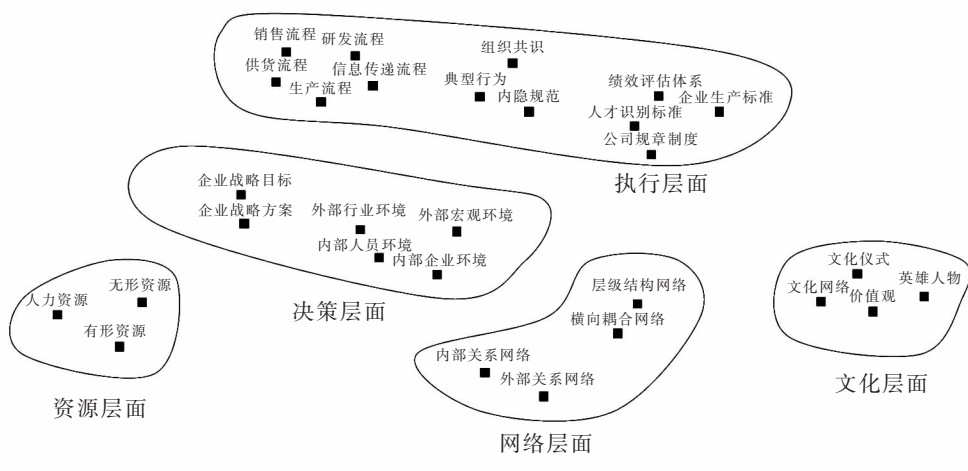 销售流程
研发流程
组织共识
供货流程
信息传递流程
典型行为
绩效评估体系
生产流程
内隐规范
企业生产标准
人才识别标准
公司规章制度
执行层面
企业战略目标
企业战略方案
外部行业环境
外部宏观环境
内部人员环境
内部企业环境
决策层面
无形资源
人力资源
有形资源
资源层面
层级结构网络
横向耦合网络
内部关系网络
外部关系网络
网络层面
文化仪式
文化网络
价值观
英雄人物
文化层面